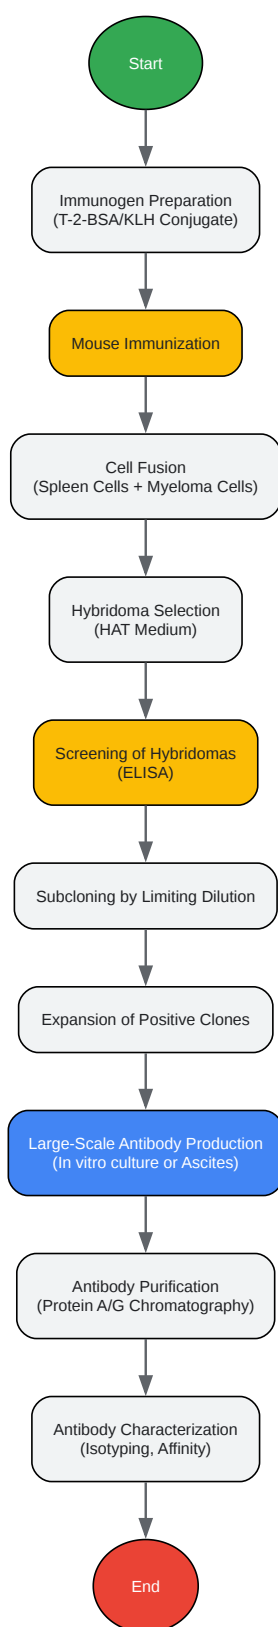 Start
Immunogen Preparation
(T-2-BSA/KLH Conjugate)
Mouse Immunization
Cell Fusion
(Spleen Cells + Myeloma Cells)
Hybridoma Selection
(HAT Medium)
Screening of Hybridomas
(ELISA)
Subcloning by Limiting Dilution
Expansion of Positive Clones
Large-Scale Antibody Production
(In vitro culture or Ascites)
Antibody Purification
(Protein A/G Chromatography)
Antibody Characterization
(Isotyping, Affinity)
End